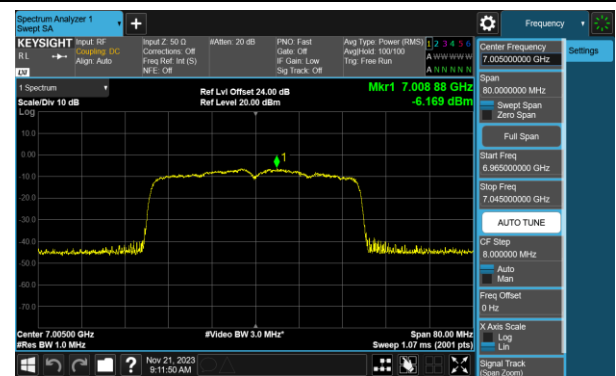 Spectrum Analyzer 1
Swept SA
Frequency
KEYSIGHT
RL
LXI
Input: RF
Coupling: DC
Align: Auto
Input Z: 50 Ω
Corrections: Off
Freq Ref: Int (S)
NFE: Off
#Atten: 20 dB
PNO: Fast
Gate: Off
IF Gain: Low
Sig Track: Off
Avg Type: Power (RMS)
Avg|Hold: 100/100
Trig: Free Run
1 2 3 4 5 6
A W W W W W
A N N N N N
1 Spectrum
Scale/Div 10 dB
Log
Ref Lvl Offset 24.00 dB
Ref Level 20.00 dBm
Mkr1 7.008 88 GHz
-6.169 dBm
1
10.0
0.00
-10.0
-20.0
-30.0
-40.0
-50.0
-60.0
-70.0
Center 7.00500 GHz
#Res BW 1.0 MHz
#Video BW 3.0 MHz*
Span 80.00 MHz
Sweep 1.07 ms (2001 pts)
Nov 21, 2023
9:11:50 AM
Center Frequency
7.005000000 GHz
Settings
Span
80.0000000 MHz
Swept Span
Zero Span
Full Span
Start Freq
6.965000000 GHz
Stop Freq
7.045000000 GHz
AUTO TUNE
CF Step
8.000000 MHz
Auto
Man
Freq Offset
0 Hz
X Axis Scale
Log
Lin
Signal Track
(Span Zoom)